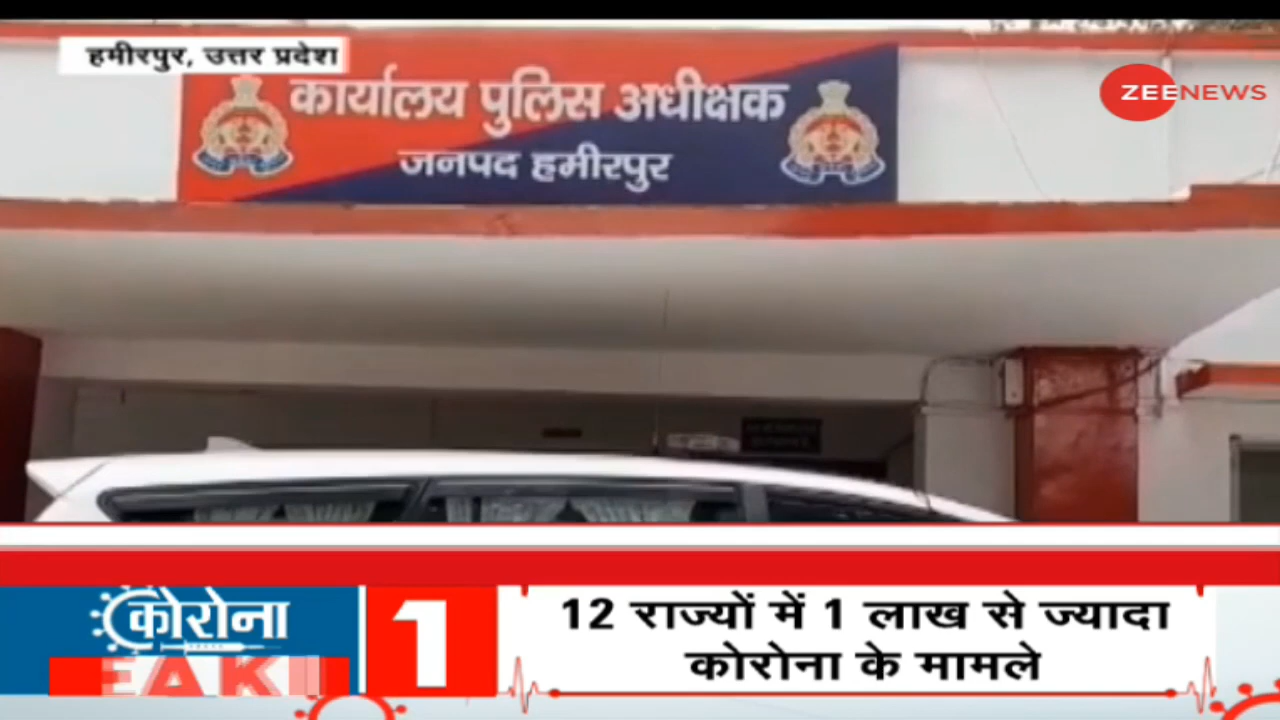 हमीरपुर, उत्तर प्रदेश
ZEENEWS
कार्यालय पुलिस अधीक्षक
जनपद हमीरपुर
कोरोना
1
12 राज्यों में 1 लाख से ज्यादा
कोरोना के मामले